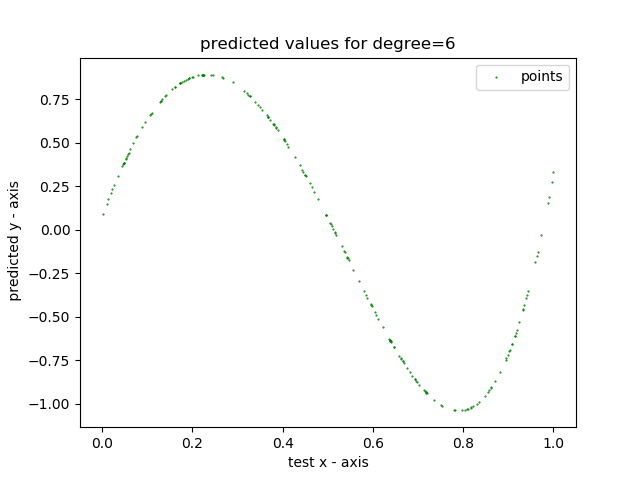 predicted values for degree=6
points
predicted y - axis
0.75
0.50
0.25
0.00
−0.25
−0.50
−0.75
−1.00
0.0 0.2 0.4 0.6 0.8 1.0
test x - axis